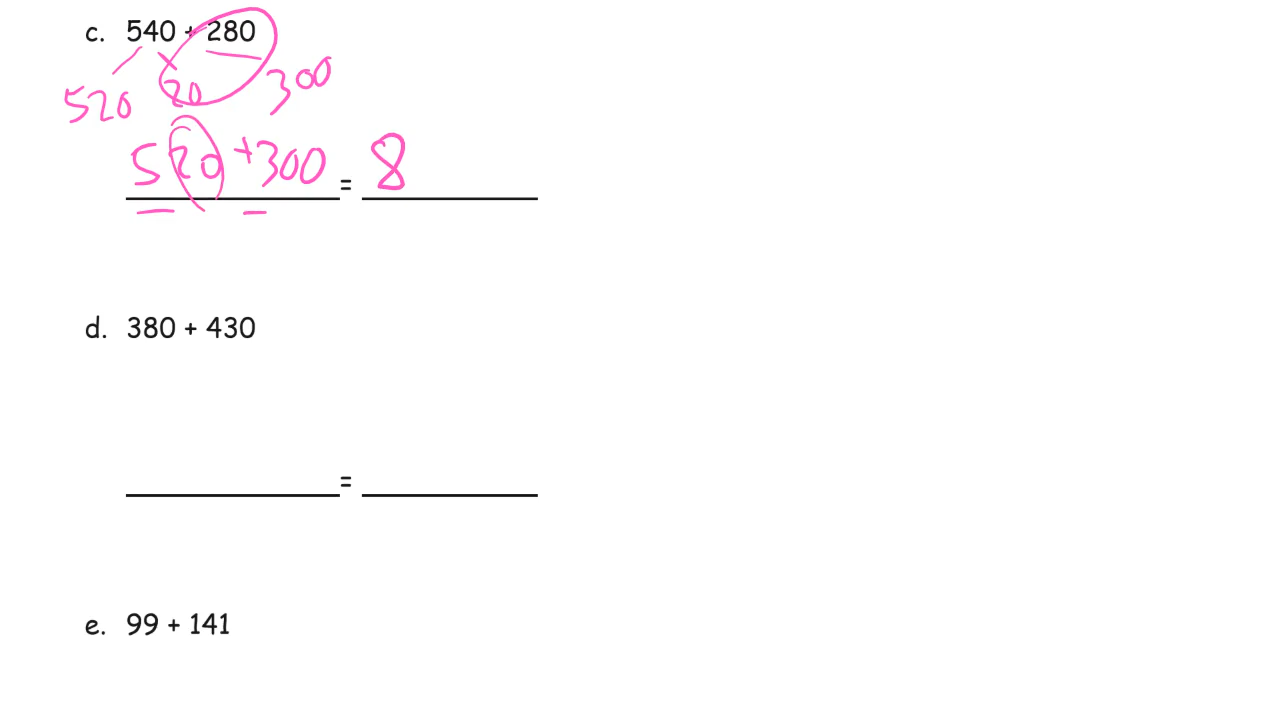 c. 540 + 280
520 20 300
520 +300 = 8
d. 380 + 430
=
e. 99 + 141